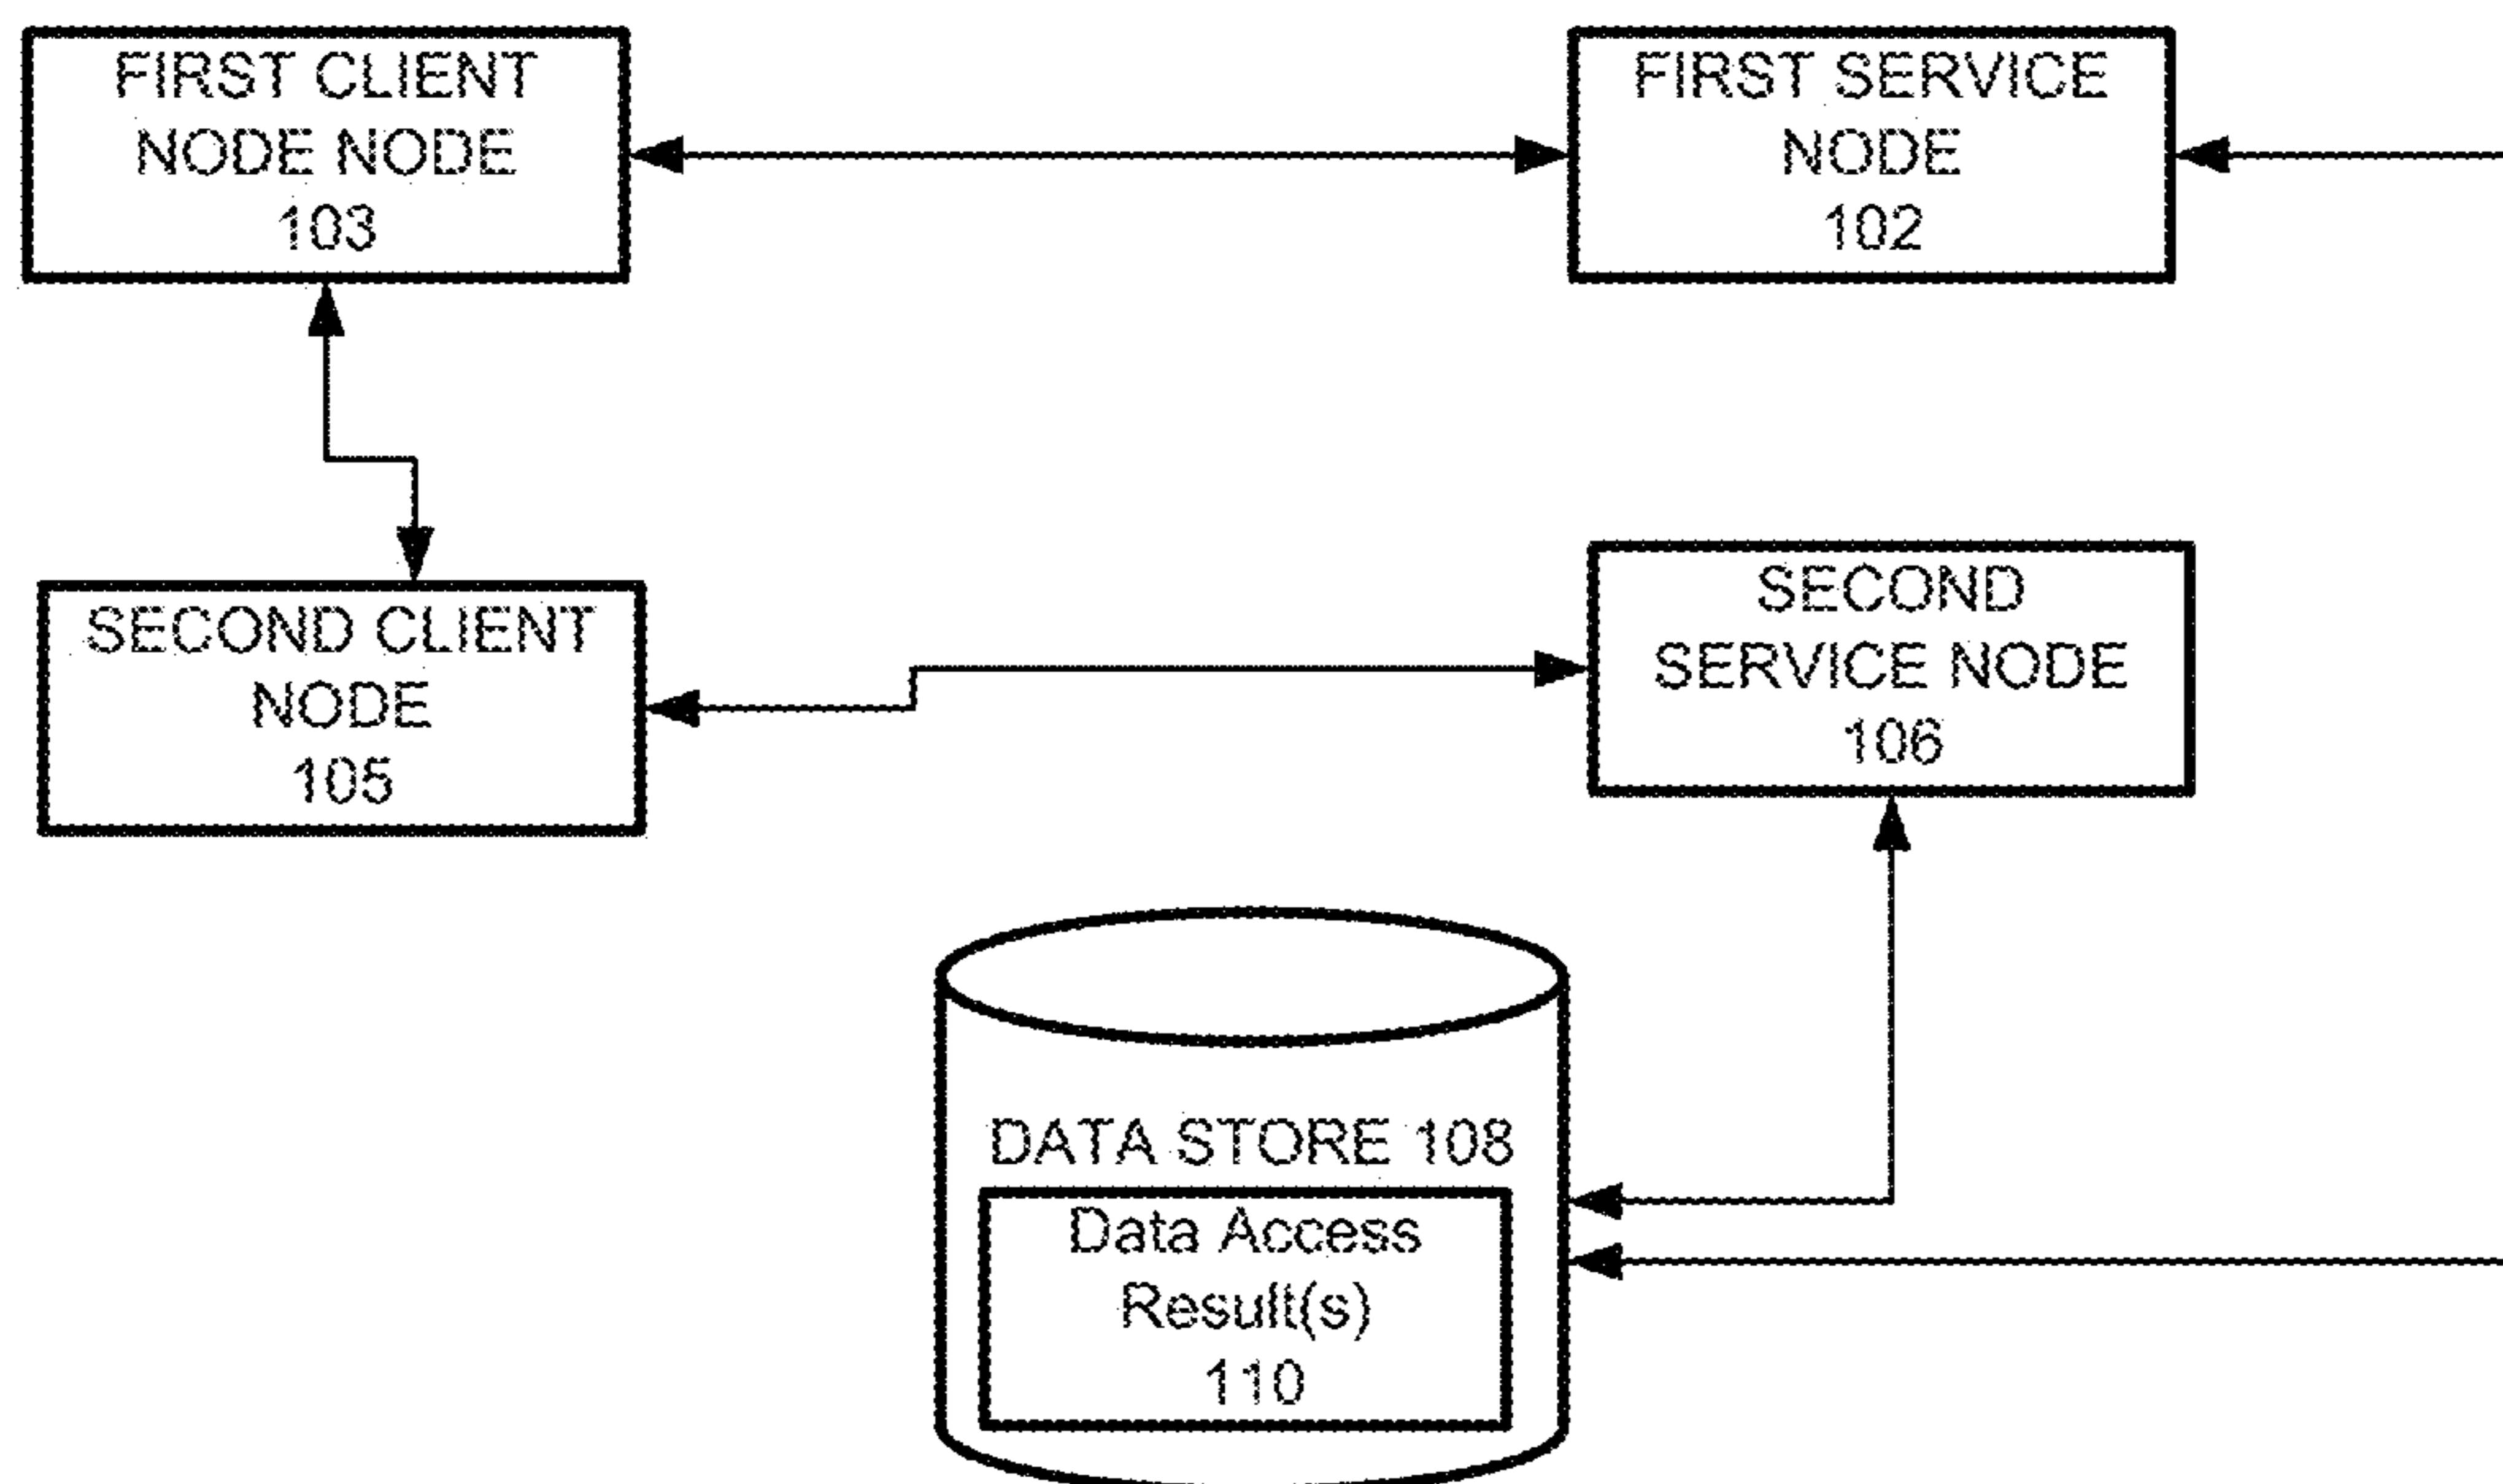 FIRST CLIENT
NODE NODE
103
FIRST SERVICE
NODE
102
SECOND CLIENT
NODE
105
SECOND
SERVICE NODE
106
DATA STORE 108
Data Access
Result(s)
110